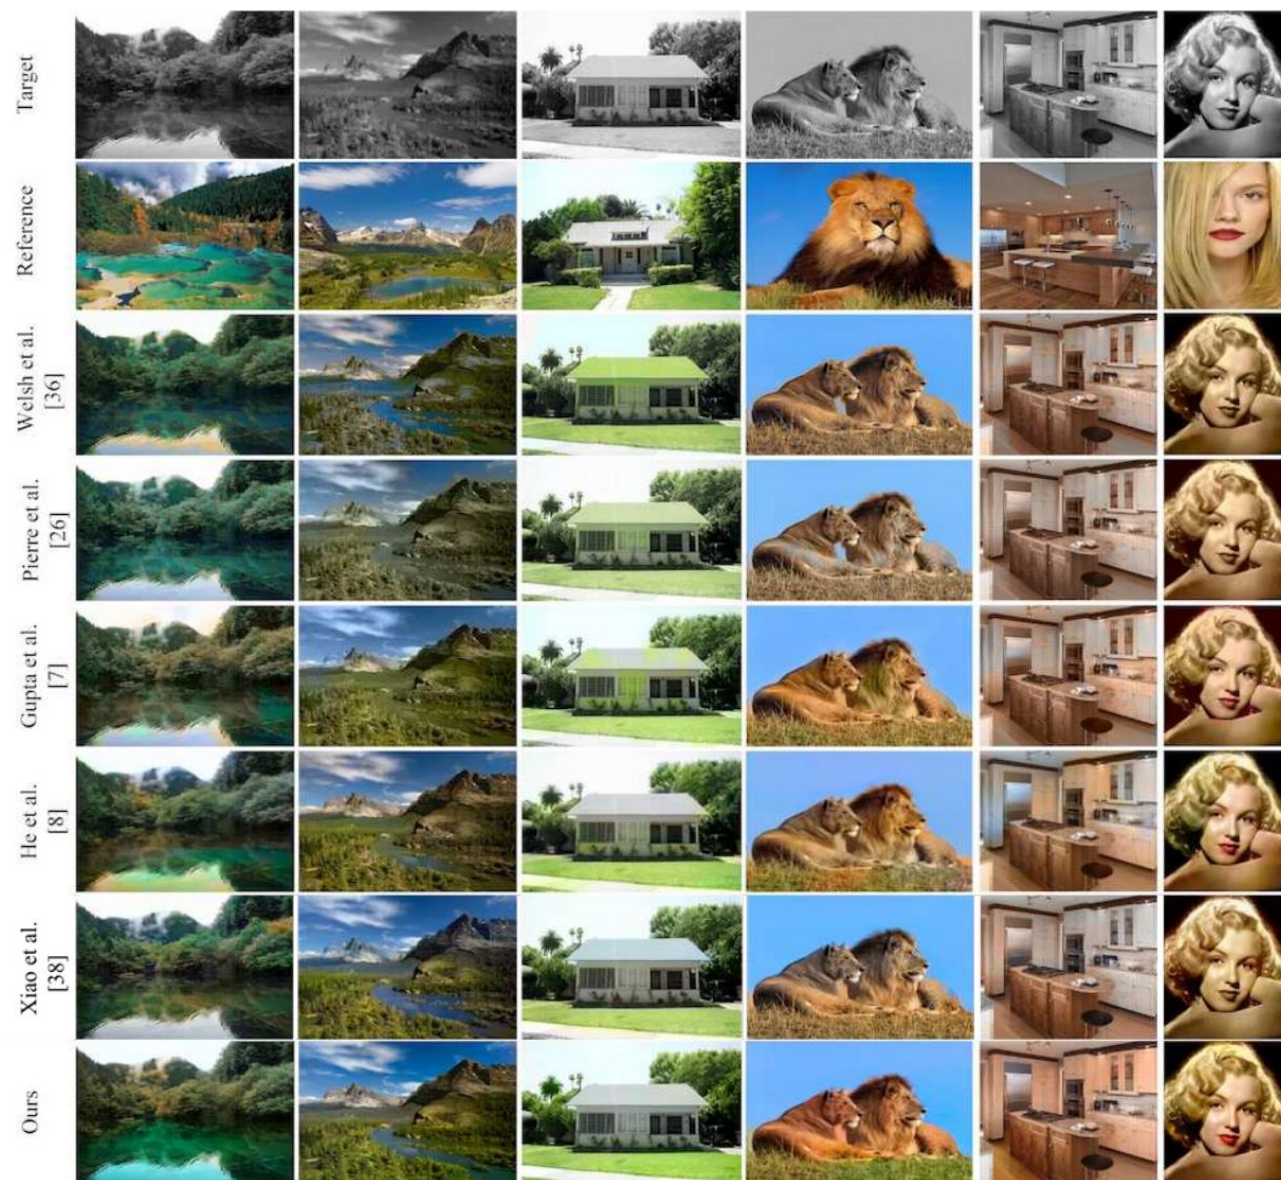 Target
Reference
Welsh et al.
[36]
Pierre et al.
[26]
Gupta et al.
[7]
He et al.
[8]
Xiao et al.
[38]
Ours